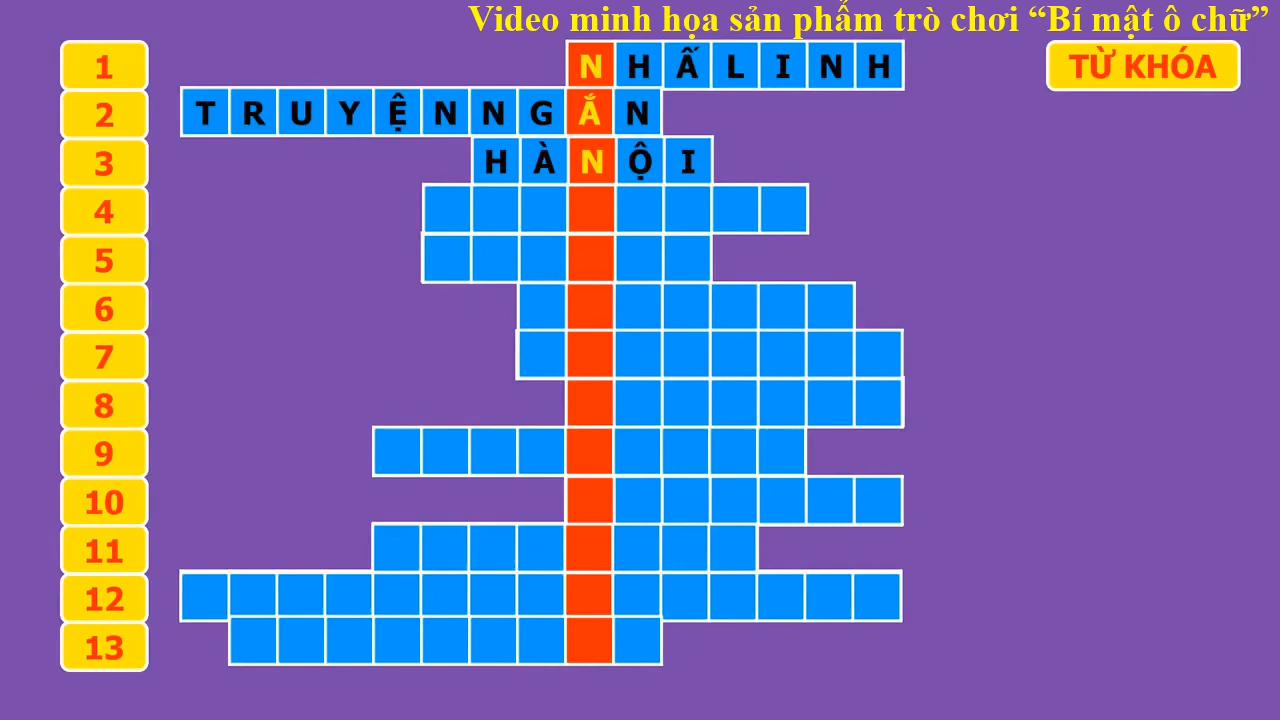 Video minh họa sản phẩm trò chơi “Bí mật ô chữ”
1 NHẤLINH TỪ KHÓA
2 TRUYỆNNGẮN
3 HÀNỘI
4
5
6
7
8
9
10
11
12
13